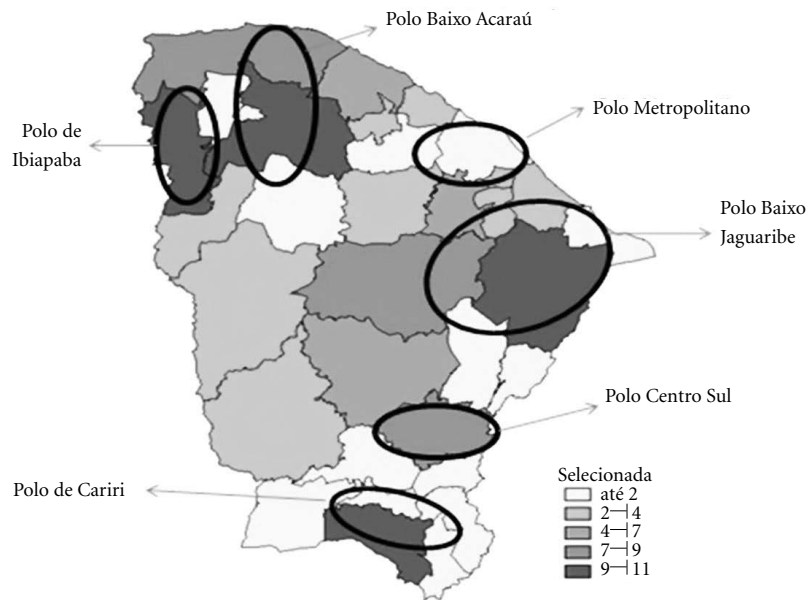 Polo Baixo Acaraú
Polo Metropolitano
Polo de
Ibiapaba
Polo Baixo
Jaguaribe
Polo Centro Sul
Polo de Cariri
Selecionada
até 2
2⊣4
4⊣7
7⊣9
9⊣11